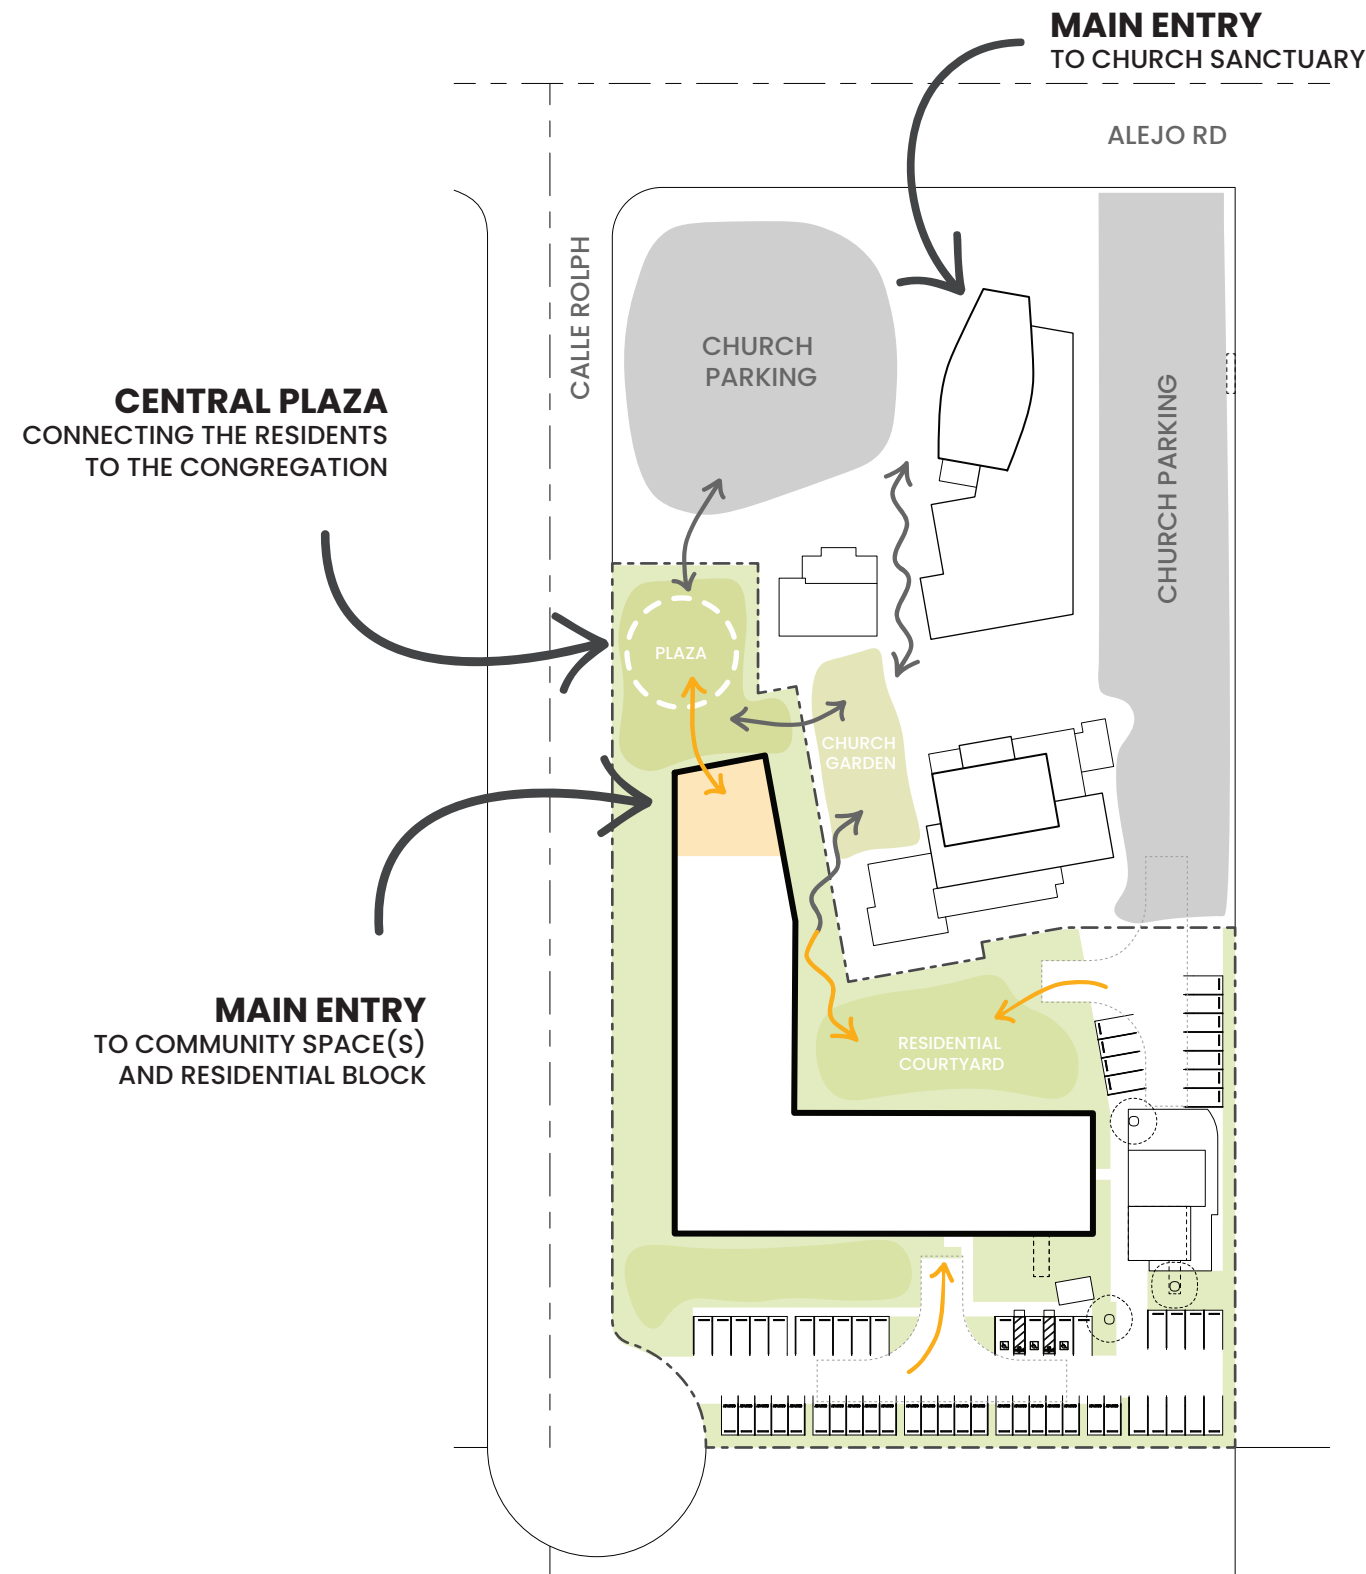 MAIN ENTRY
TO CHURCH SANCTUARY
ALEJO RD
CALLE ROLPH
CHURCH
PARKING
CHURCH PARKING
CENTRAL PLAZA
CONNECTING THE RESIDENTS
TO THE CONGREGATION
PLAZA
CHURCH
GARDEN
MAIN ENTRY
TO COMMUNITY SPACE(S)
AND RESIDENTIAL BLOCK
RESIDENTIAL
COURTYARD